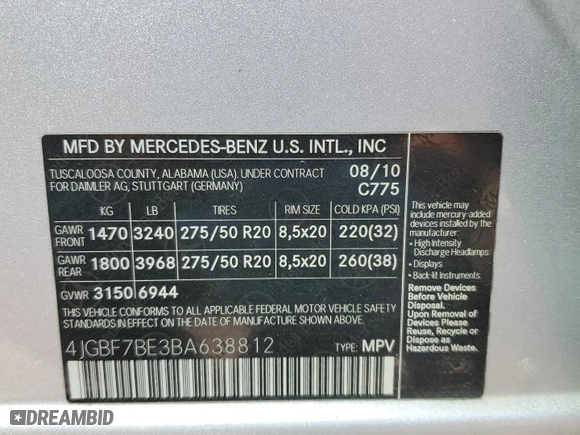 MFD BY MERCEDES-BENZ U.S. INTL., INC
TUSCALOOSA COUNTY, ALABAMA (USA). UNDER CONTRACT
FOR DAIMLER AG, STUTTGART (GERMANY)
08/10
C775
KG LB TIRES RIM SIZE COLD KPA (PSI)
GAWR FRONT 1470 3240 275/50 R20 8,5x20 220(32)
GAWR REAR 1800 3968 275/50 R20 8,5x20 260(38)
GVWR 3150 6944
THIS VEHICLE CONFORMS TO ALL APPLICABLE FEDERAL MOTOR VEHICLE SAFETY
STANDARDS IN EFFECT ON THE DATE OF MANUFACTURE SHOWN ABOVE.
4JGBF7BE3BA638812 TYPE: MPV
This vehicle may
include mercury-added
devices installed by the
manufacturer:
• High Intensity
Discharge Headlamps
• Displays
• Back-lit Instruments
Remove Devices
Before Vehicle
Disposal.
Upon Removal of
Devices Please
Reuse, Recycle or
Dispose as
Hazardous Waste.
DREAMBID